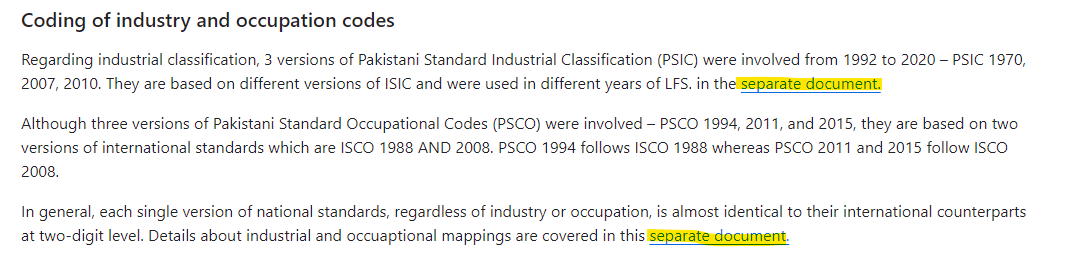 Coding of industry and occupation codes
Regarding industrial classification, 3 versions of Pakistani Standard Industrial Classification (PSIC) were involved from 1992 to 2020 – PSIC 1970,
2007, 2010. They are based on different versions of ISIC and were used in different years of LFS. in the separate document.
Although three versions of Pakistani Standard Occupational Codes (PSCO) were involved – PSCO 1994, 2011, and 2015, they are based on two
versions of international standards which are ISCO 1988 AND 2008. PSCO 1994 follows ISCO 1988 whereas PSCO 2011 and 2015 follow ISCO
2008.
In general, each single version of national standards, regardless of industry or occupation, is almost identical to their international counterparts
at two-digit level. Details about industrial and occuaptional mappings are covered in this separate document.